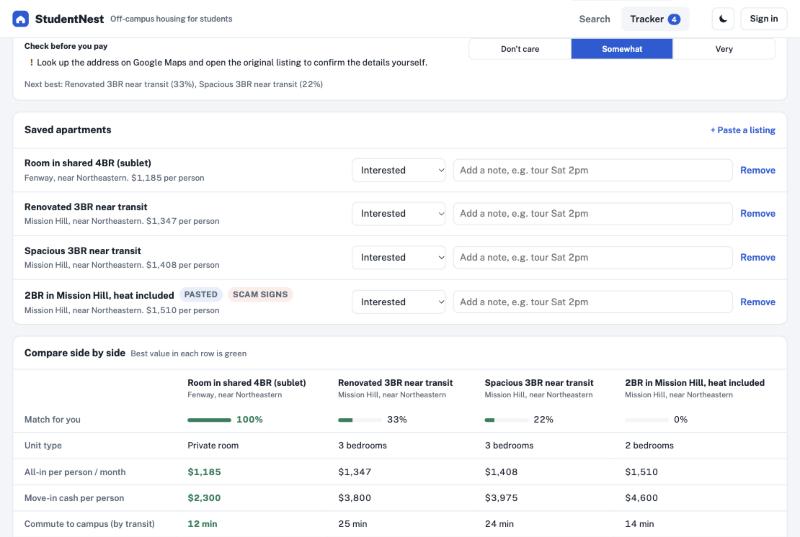 StudentNest Off-campus housing for students Search Tracker 4 Sign in
Check before you pay
! Look up the address on Google Maps and open the original listing to confirm the details yourself.
Don't care Somewhat Very
Next best: Renovated 3BR near transit (33%), Spacious 3BR near transit (22%)
Saved apartments + Paste a listing
Room in shared 4BR (sublet)
Fenway, near Northeastern. $1,185 per person
Interested Add a note, e.g. tour Sat 2pm Remove
Renovated 3BR near transit
Mission Hill, near Northeastern. $1,347 per person
Interested Add a note, e.g. tour Sat 2pm Remove
Spacious 3BR near transit
Mission Hill, near Northeastern. $1,408 per person
Interested Add a note, e.g. tour Sat 2pm Remove
2BR in Mission Hill, heat included PASTED SCAM SIGNS
Mission Hill, near Northeastern. $1,510 per person
Interested Add a note, e.g. tour Sat 2pm Remove
Compare side by side Best value in each row is green
Room in shared 4BR (sublet) Renovated 3BR near transit Spacious 3BR near transit 2BR in Mission Hill, heat included
Fenway, near Northeastern Mission Hill, near Northeastern Mission Hill, near Northeastern Mission Hill, near Northeastern
Match for you 100% 33% 22% 0%
Unit type Private room 3 bedrooms 3 bedrooms 2 bedrooms
All-in per person / month $1,185 $1,347 $1,408 $1,510
Move-in cash per person $2,300 $3,800 $3,975 $4,600
Commute to campus (by transit) 12 min 25 min 24 min 14 min